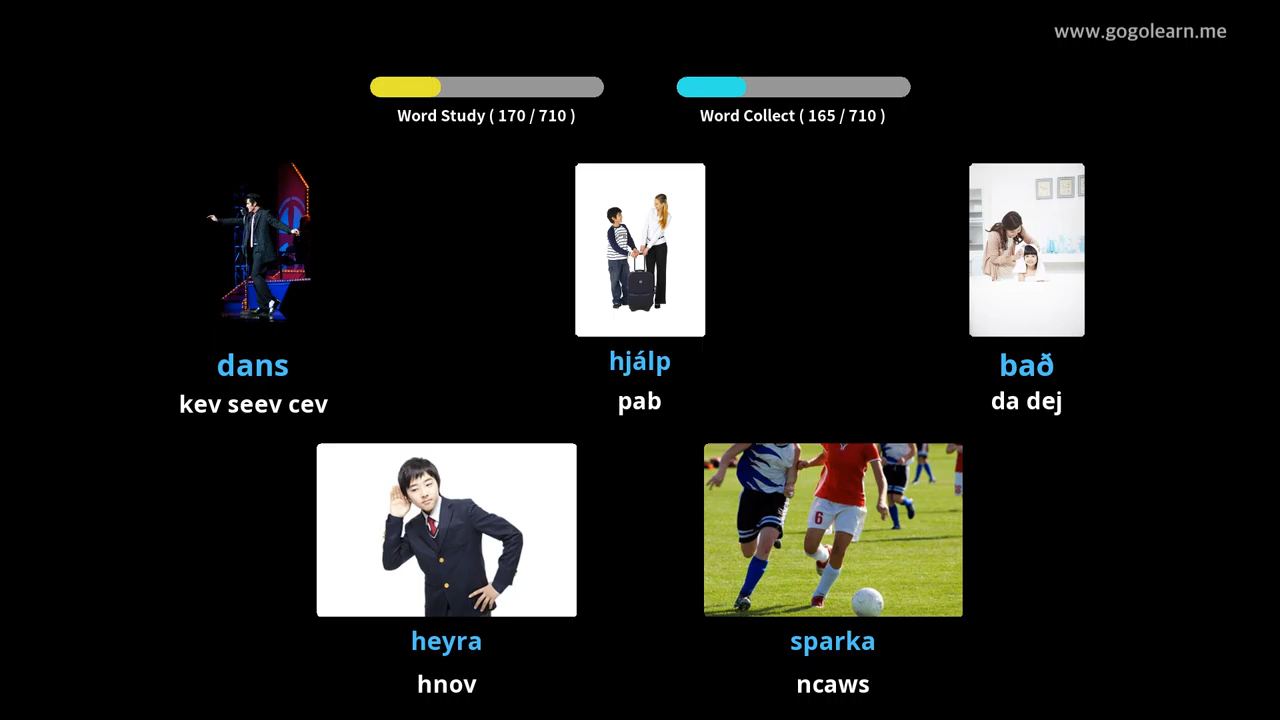 www.gogolearn.me
Word Study ( 170 / 710 )
Word Collect ( 165 / 710 )
dans
kev seev cev
hjálp
pab
bað
da dej
heyra
hnov
sparka
ncaws
6